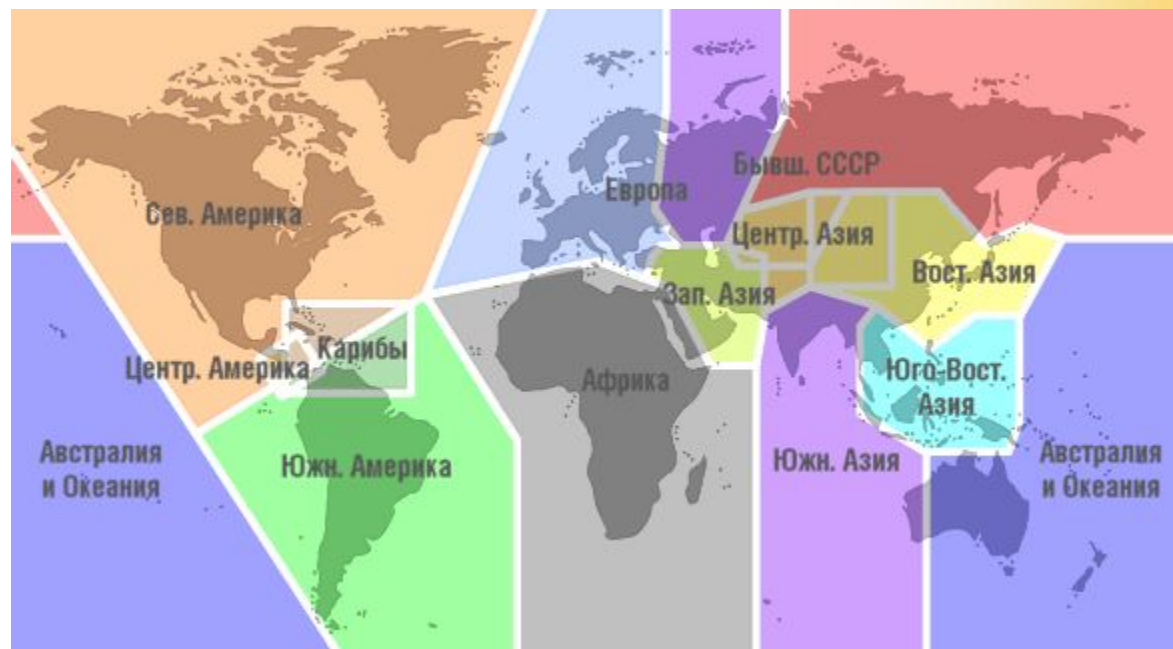 Бывш. СССР
Европа
Сев. Америка
Центр. Азия
Вост. Азия
Зап. Азия
Карибы
Центр. Америка
Африка
Юго-Вост.
Азия
Австралия
и Океания
Южн. Америка
Южн. Азия
Австралия
и Океания